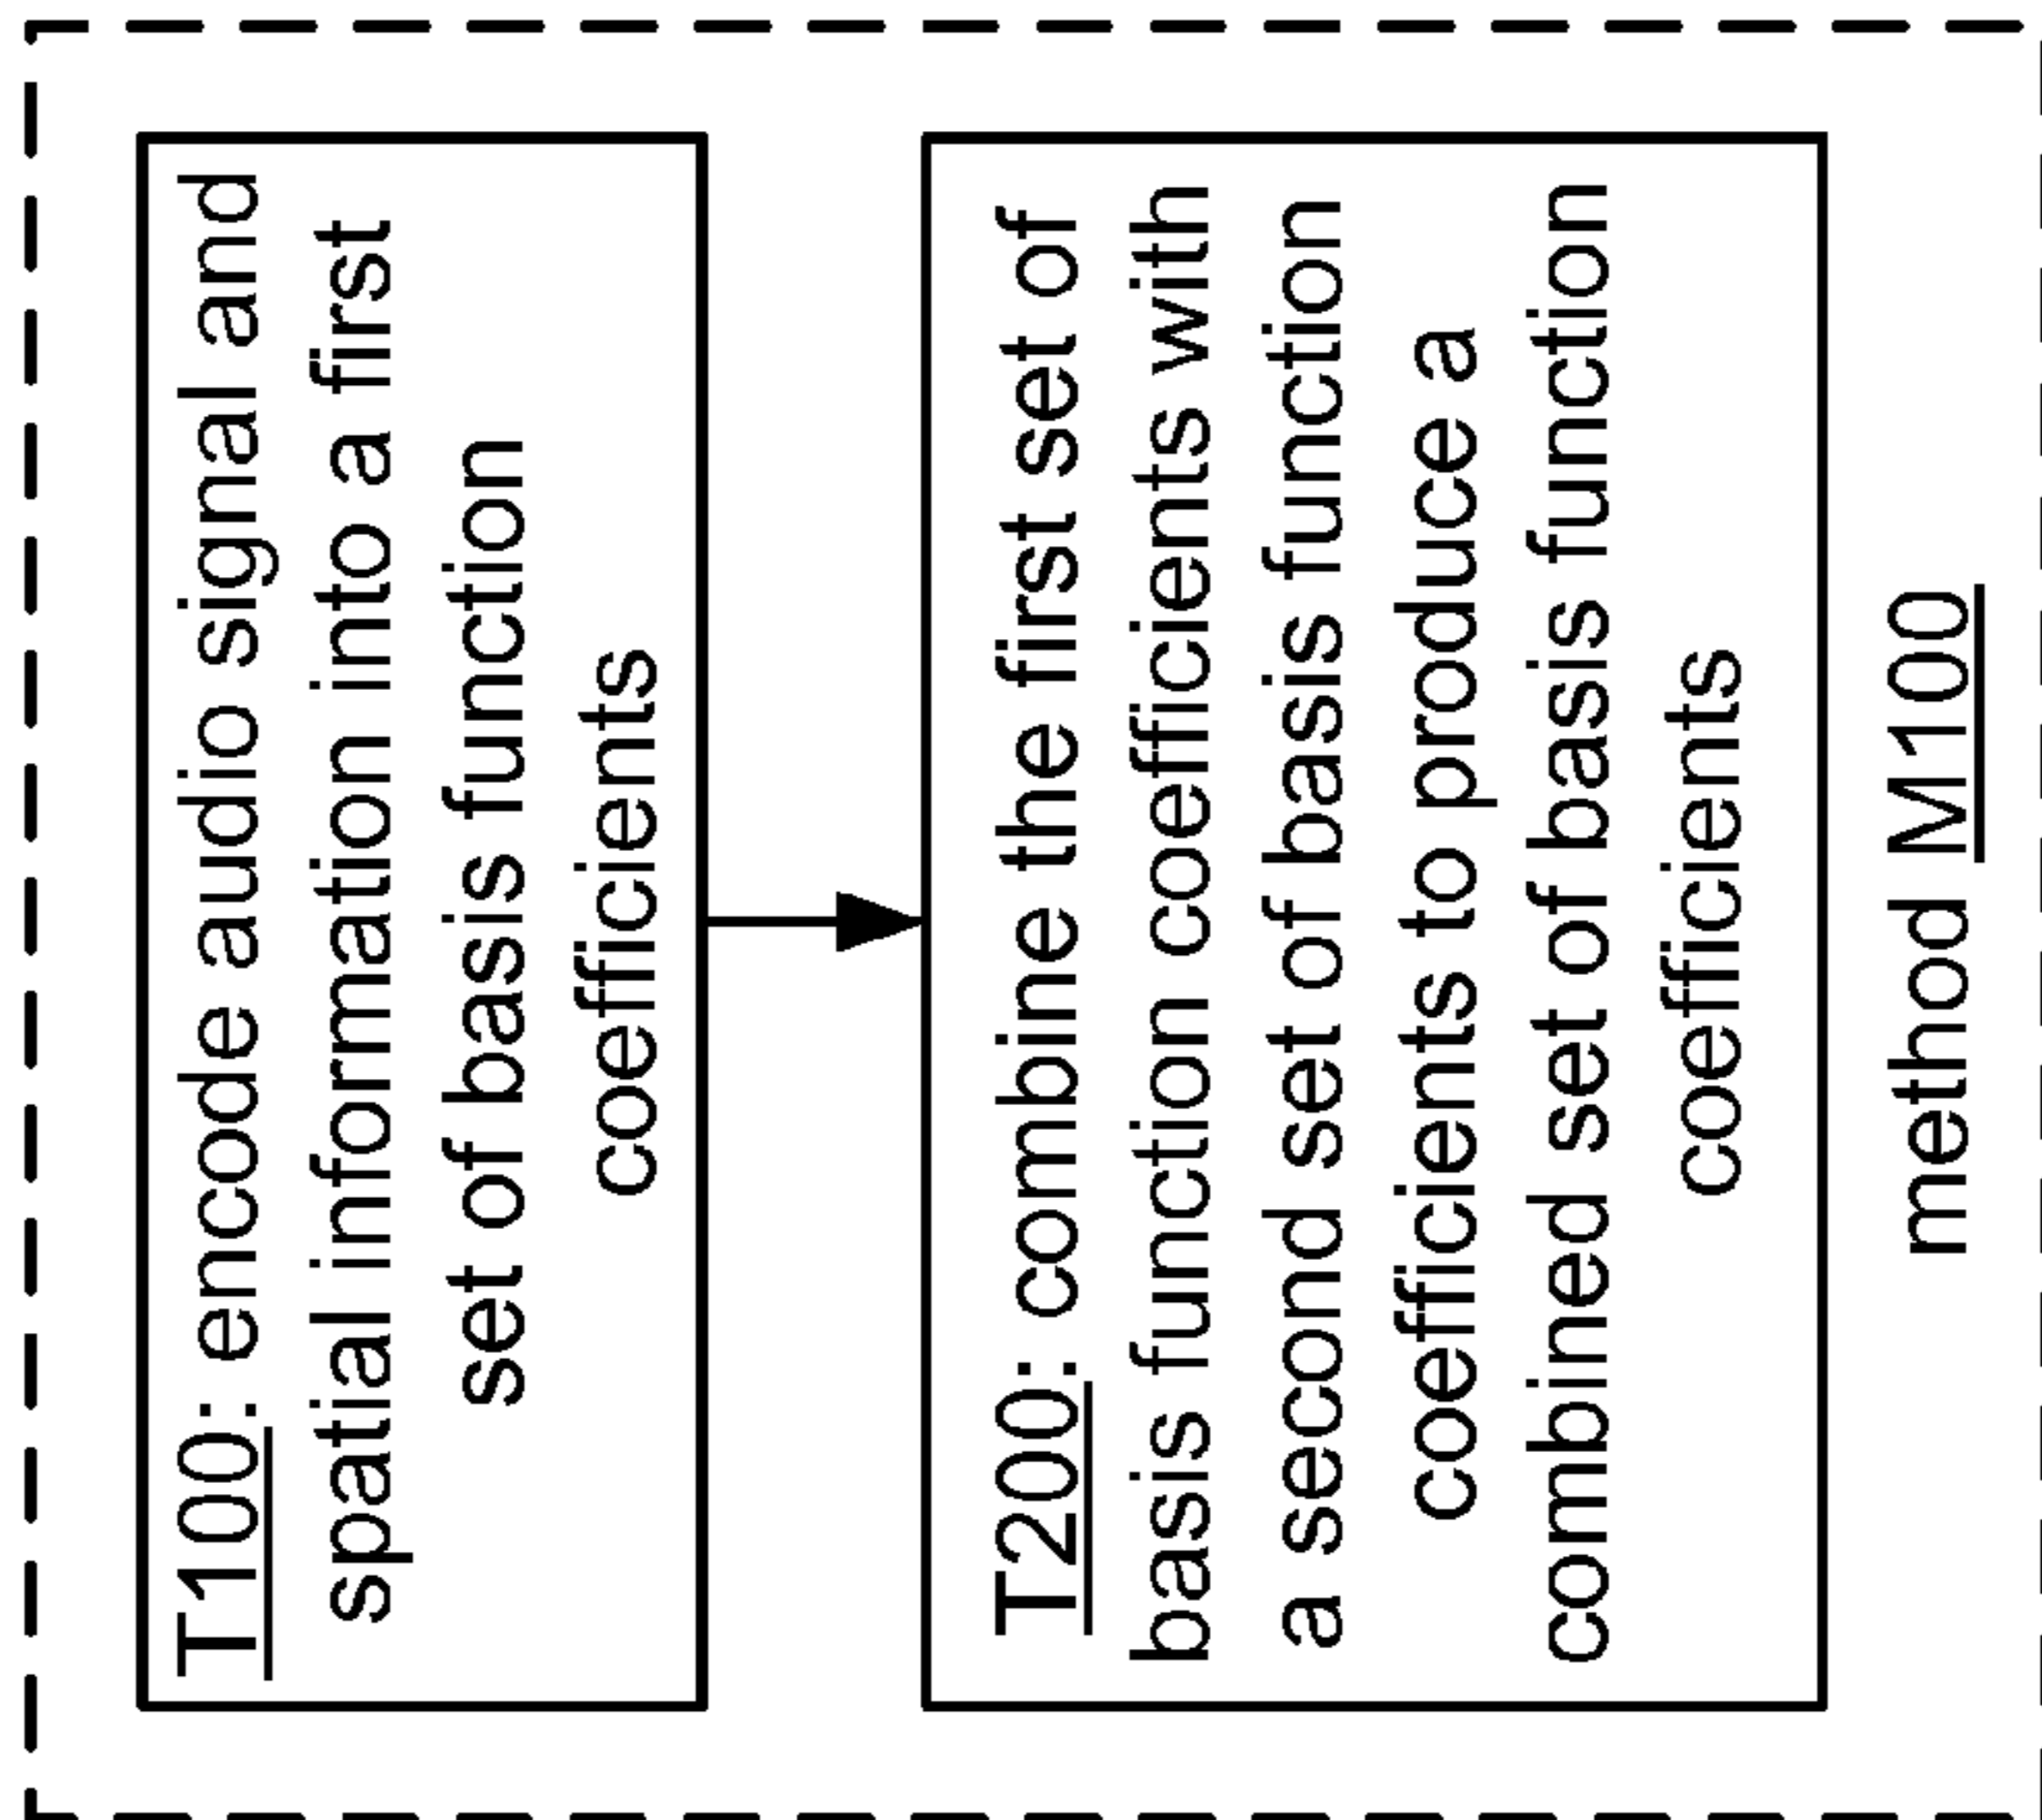 T100: encode audio signal and
spatial information into a first
set of basis function
coefficients
T200: combine the first set of
basis function coefficients with
a second set of basis function
coefficients to produce a
combined set of basis function
coefficients
method M100